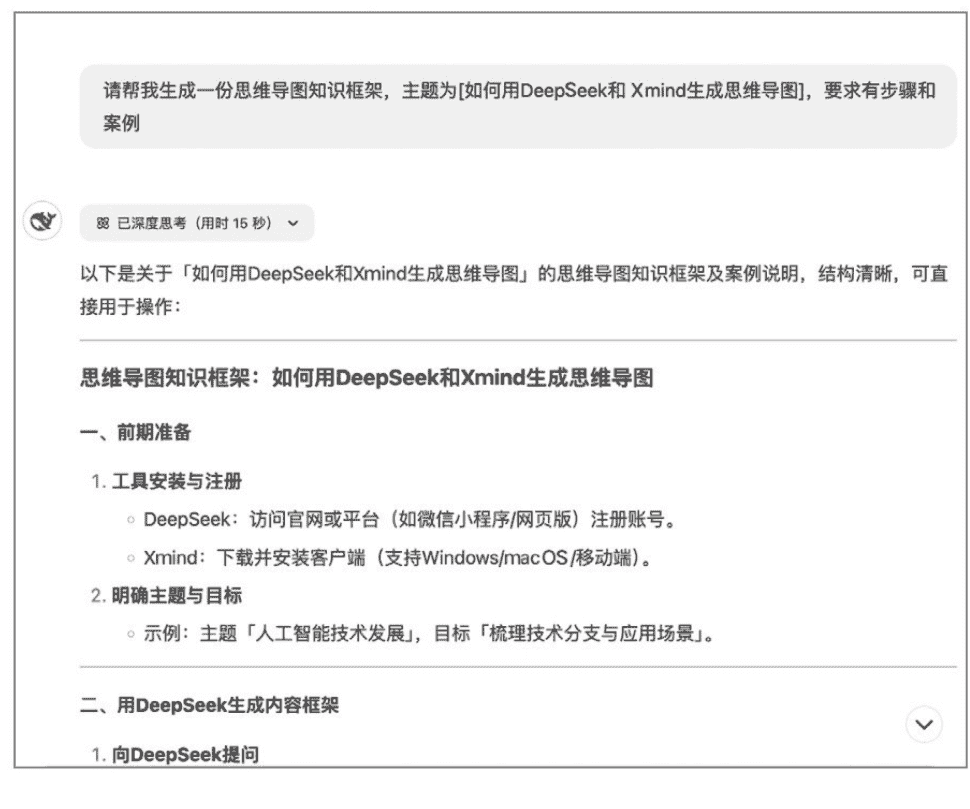 请帮我生成一份思维导图知识框架，主题为[如何用DeepSeek和 Xmind生成思维导图]，要求有步骤和
案例
已深度思考（用时 15 秒）
以下是关于「如何用DeepSeek和Xmind生成思维导图」的思维导图知识框架及案例说明，结构清晰，可直
接用于操作：
思维导图知识框架：如何用DeepSeek和Xmind生成思维导图
一、前期准备
1. 工具安装与注册
◦ DeepSeek：访问官网或平台（如微信小程序/网页版）注册账号。
◦ Xmind：下载并安装客户端（支持Windows/macOS/移动端）。
2. 明确主题与目标
◦ 示例：主题「人工智能技术发展」，目标「梳理技术分支与应用场景」。
二、用DeepSeek生成内容框架
1. 向DeepSeek提问